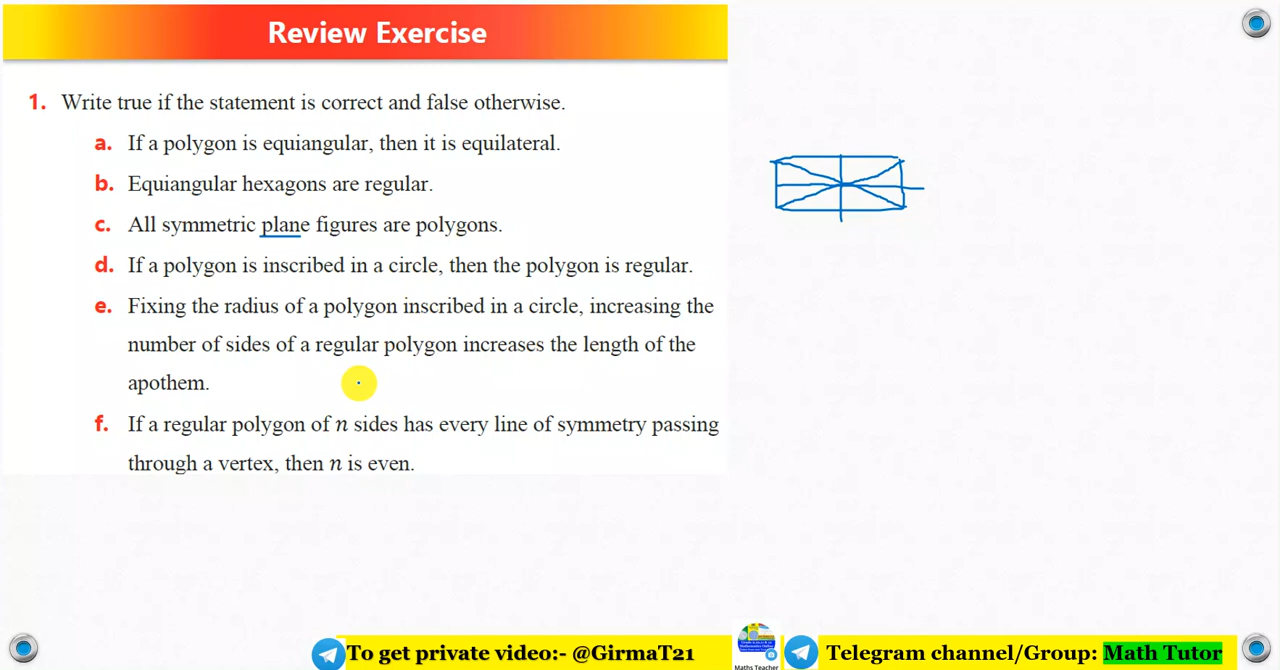 Review Exercise
1. Write true if the statement is correct and false otherwise.
a. If a polygon is equiangular, then it is equilateral.
b. Equiangular hexagons are regular.
c. All symmetric plane figures are polygons.
d. If a polygon is inscribed in a circle, then the polygon is regular.
e. Fixing the radius of a polygon inscribed in a circle, increasing the
number of sides of a regular polygon increases the length of the
apothem.
f. If a regular polygon of n sides has every line of symmetry passing
through a vertex, then n is even.
To get private video:- @GirmaT21
Maths Teacher
Telegram channel/Group: Math Tutor